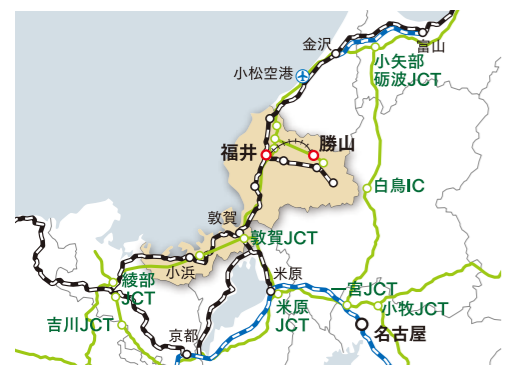 金沢
富山
小矢部
砺波JCT
小松空港
福井
勝山
白鳥IC
敦賀
敦賀JCT
小浜
米原
綾部
JCT
一宮JCT
米原
JCT
小牧JCT
吉川JCT
京都
名古屋